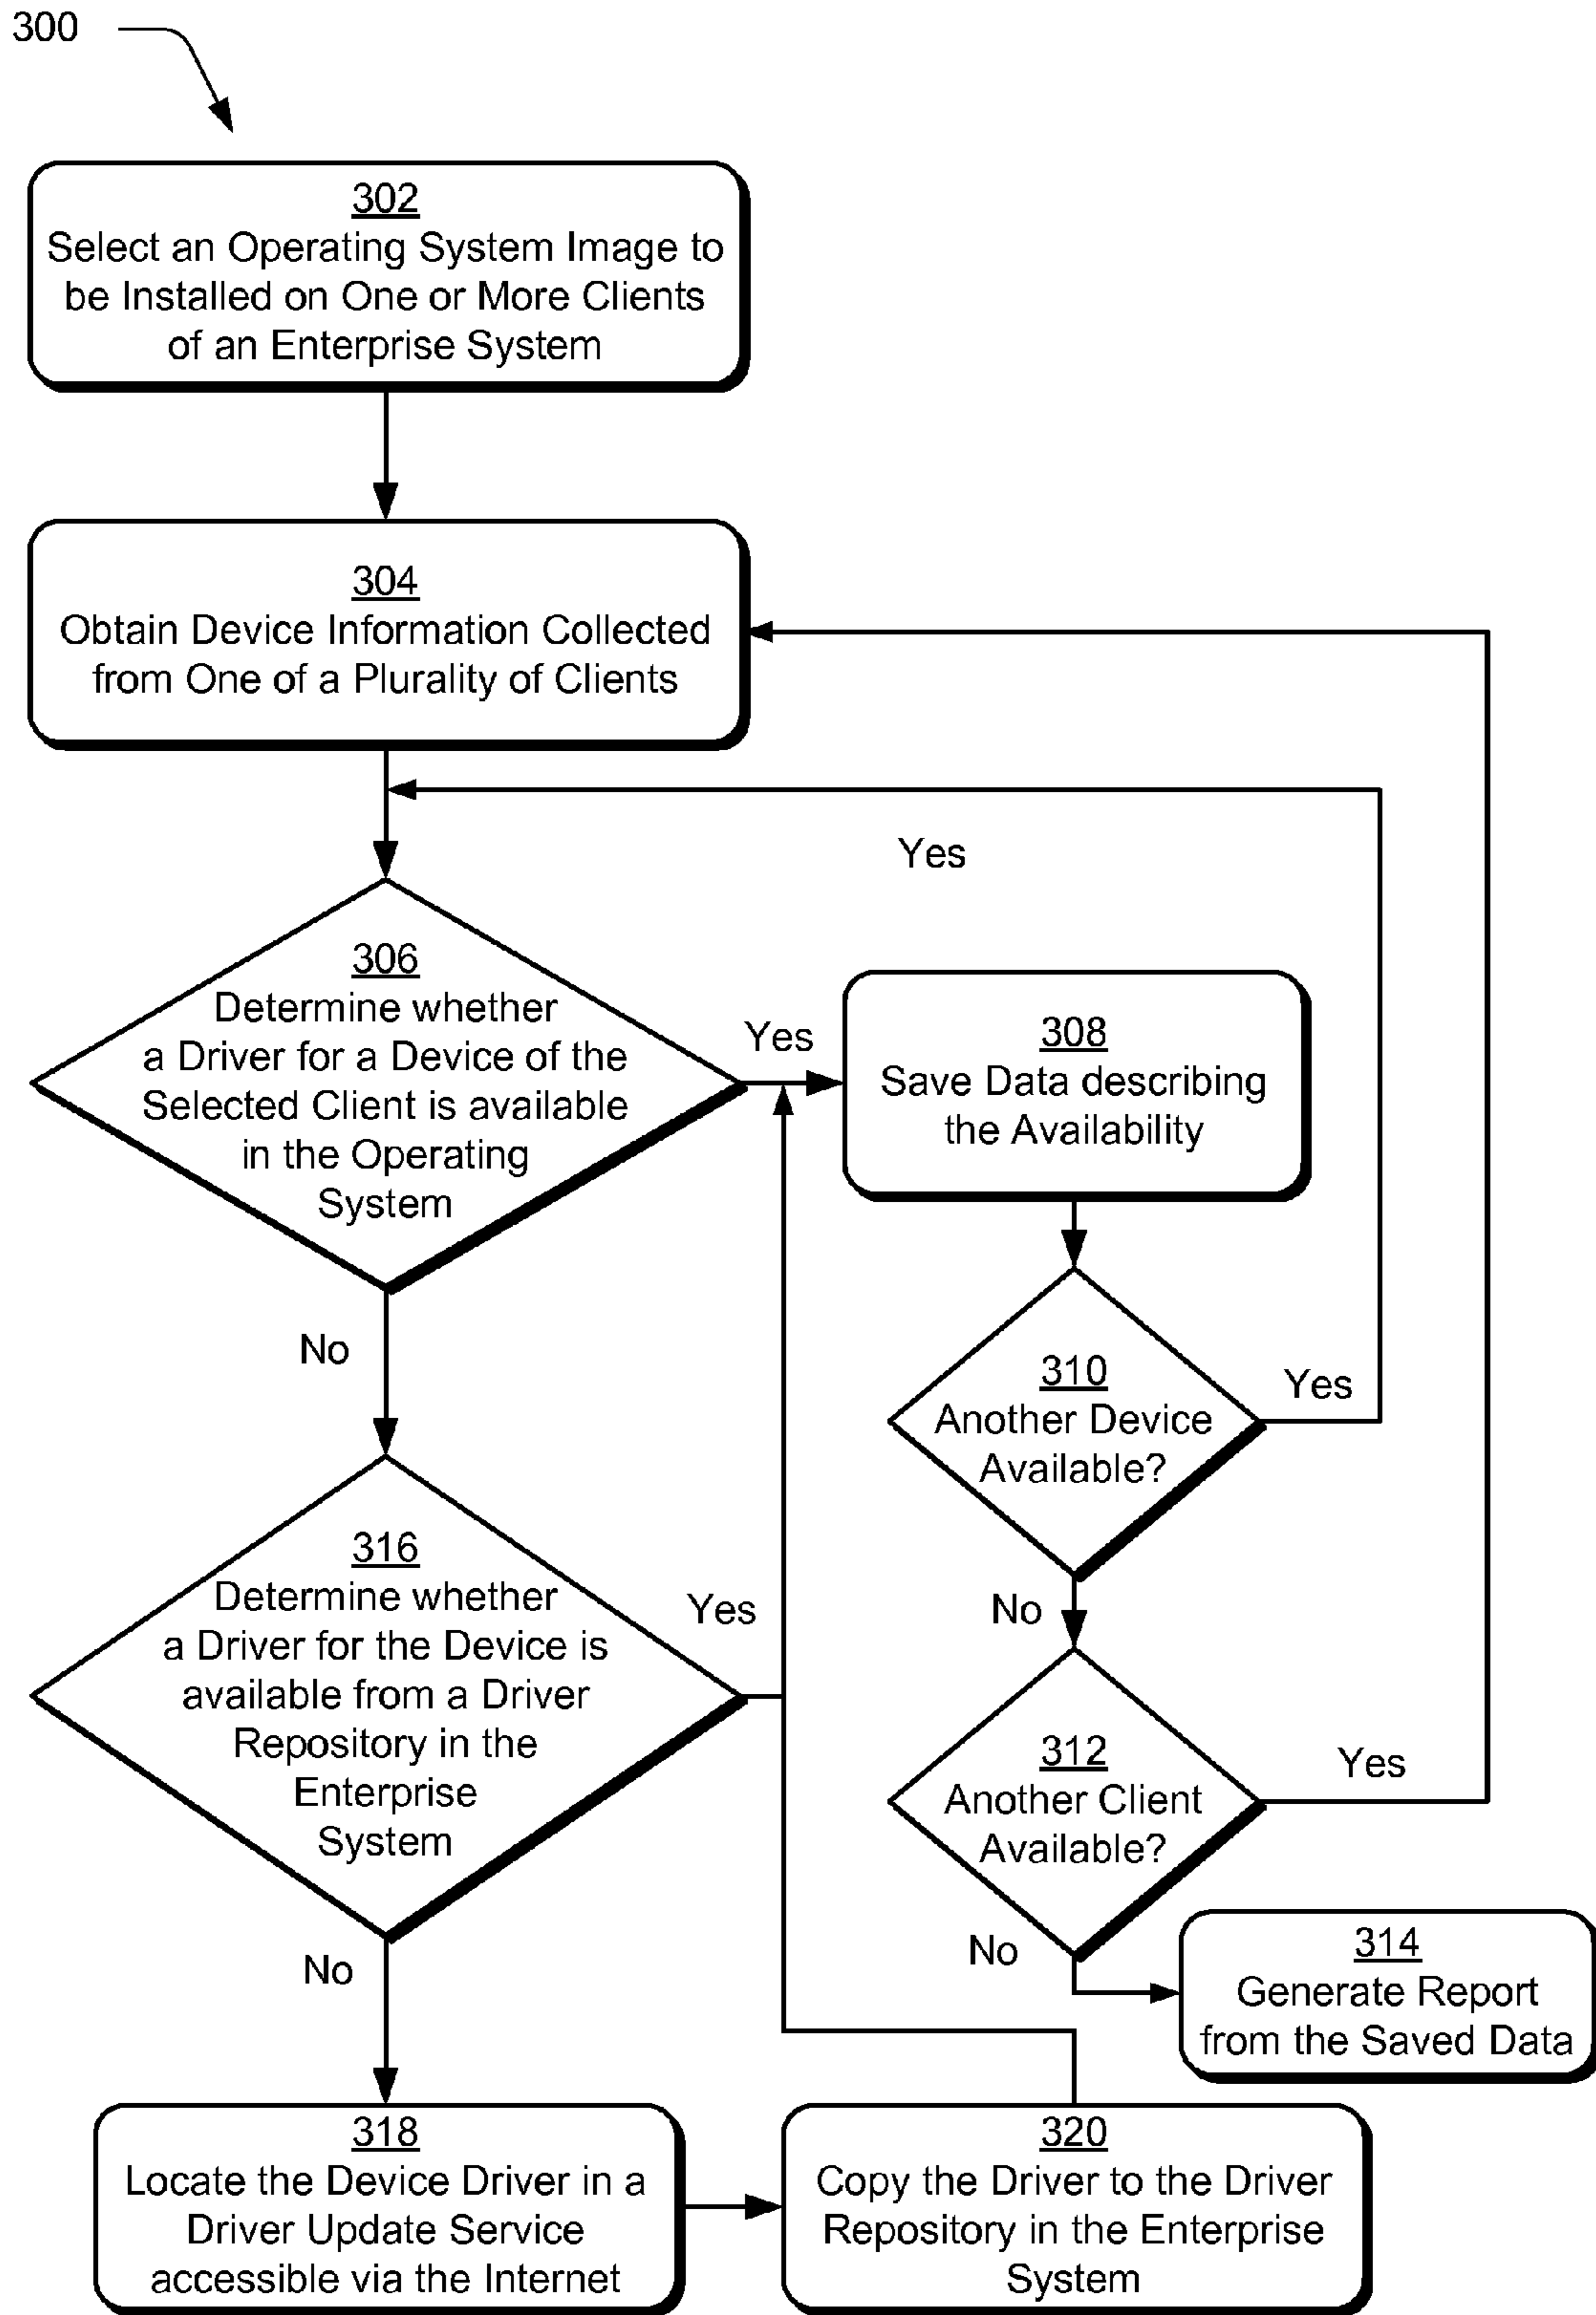 300
302
Select an Operating System Image to
be Installed on One or More Clients
of an Enterprise System
304
Obtain Device Information Collected
from One of a Plurality of Clients
Yes
306
Determine whether
a Driver for a Device of the
Selected Client is available
in the Operating
System
Yes
308
Save Data describing
the Availability
No
310
Another Device
Available?
Yes
No
316
Determine whether
a Driver for the Device is
available from a Driver
Repository in the
Enterprise
System
Yes
312
Another Client
Available?
Yes
No
No
314
Generate Report
from the Saved Data
318
Locate the Device Driver in a
Driver Update Service
accessible via the Internet
320
Copy the Driver to the Driver
Repository in the Enterprise
System